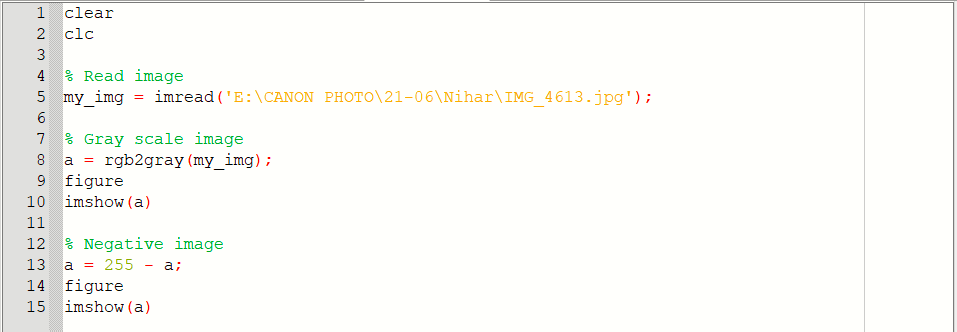 1 clear
2 clc
3
4 % Read image
5 my_img = imread('E:\CANON PHOTO\21-06\Nihar\IMG_4613.jpg');
6
7 % Gray scale image
8 a = rgb2gray(my_img);
9 figure
10 imshow(a)
11
12 % Negative image
13 a = 255 - a;
14 figure
15 imshow(a)